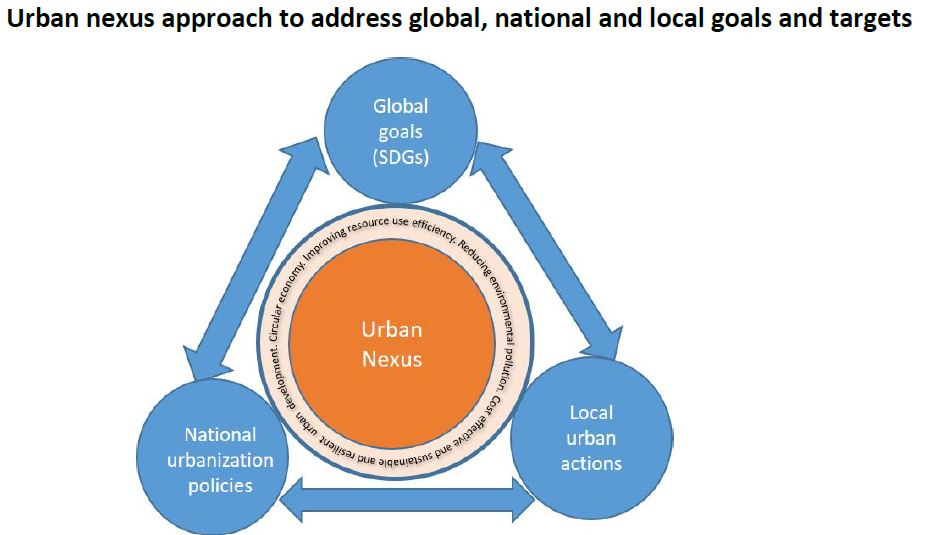 Urban nexus approach to address global, national and local goals and targets
Global
goals
(SDGs)
Circular economy. Improving resource use efficiency. Reducing environmental pollution. Cost effective and sustainable and resilient urban development.
Urban
Nexus
National
urbanization
policies
Local
urban
actions